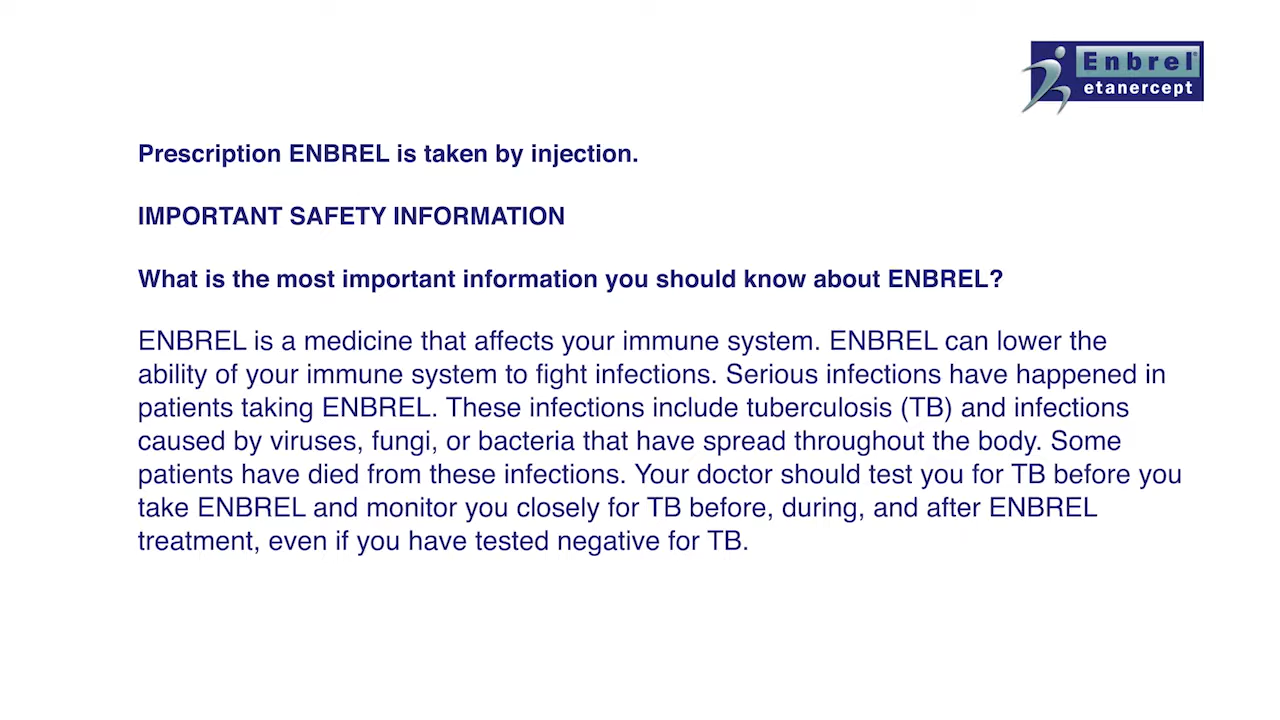 Enbrel®
etanercept
Prescription ENBREL is taken by injection.
IMPORTANT SAFETY INFORMATION
What is the most important information you should know about ENBREL?
ENBREL is a medicine that affects your immune system. ENBREL can lower the
ability of your immune system to fight infections. Serious infections have happened in
patients taking ENBREL. These infections include tuberculosis (TB) and infections
caused by viruses, fungi, or bacteria that have spread throughout the body. Some
patients have died from these infections. Your doctor should test you for TB before you
take ENBREL and monitor you closely for TB before, during, and after ENBREL
treatment, even if you have tested negative for TB.